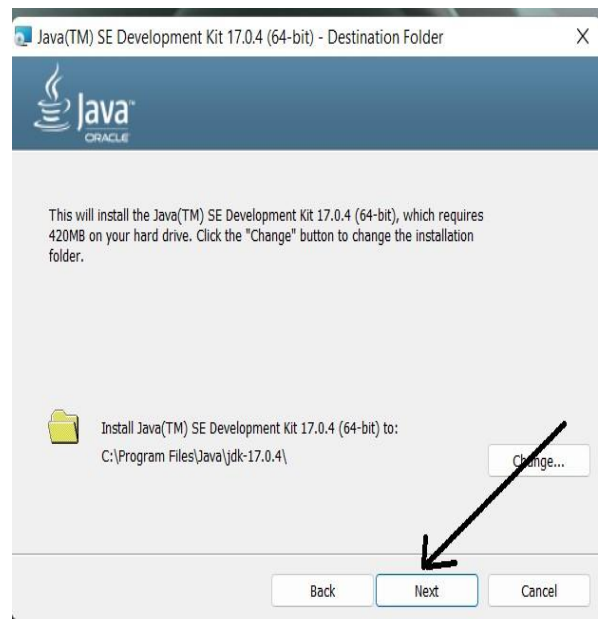 Java(TM) SE Development Kit 17.0.4 (64-bit) - Destination Folder X
Java™
ORACLE
This will install the Java(TM) SE Development Kit 17.0.4 (64-bit), which requires
420MB on your hard drive. Click the "Change" button to change the installation
folder.
Install Java(TM) SE Development Kit 17.0.4 (64-bit) to:
C:\Program Files\Java\jdk-17.0.4\
Change...
Back Next Cancel